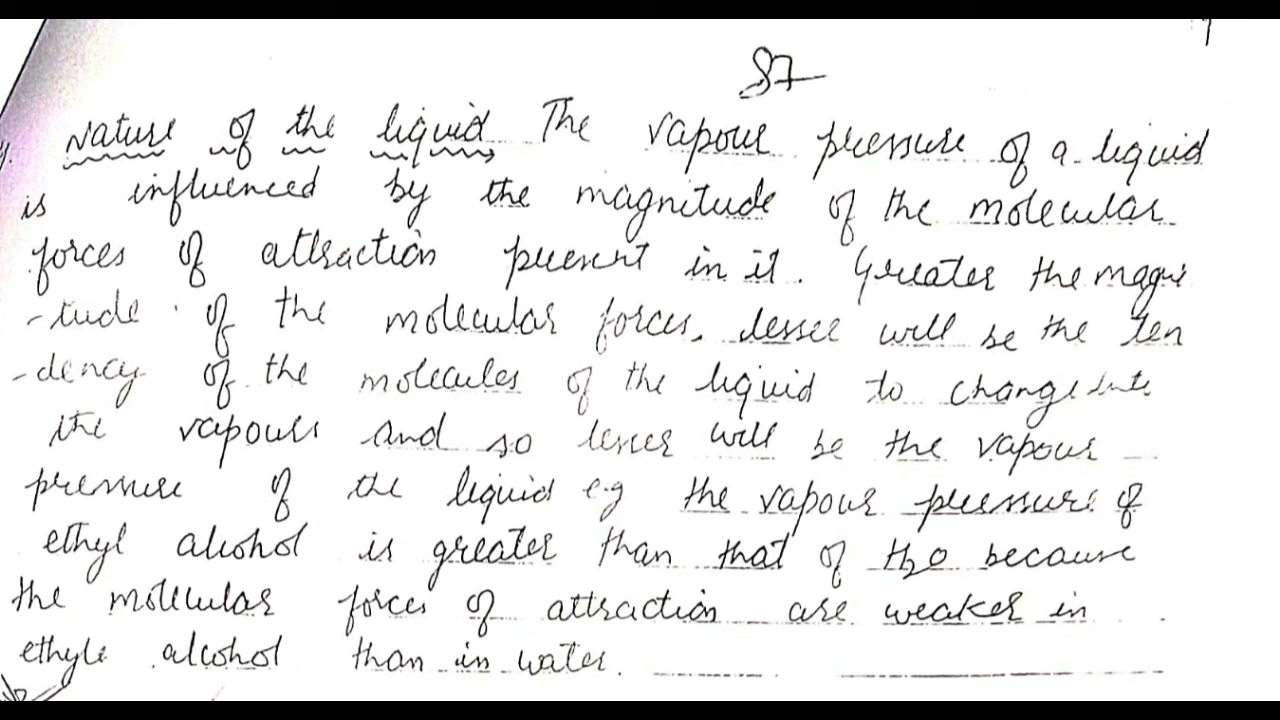 87
Nature of the liquid The vapour pressure of a liquid
is influenced by the magnitude of the molecular
forces of attraction present in it. Greater the magni
-tude of the molecular forces, lesser will be the ten
-dency of the molecules of the liquid to change into
the vapours and so lesser will be the vapour
pressure of the liquid e.g the vapour pressure of
ethyl alcohol is greater than that of H2O because
the molecular forces of attraction are weaker in
ethyle alcohol than in water.